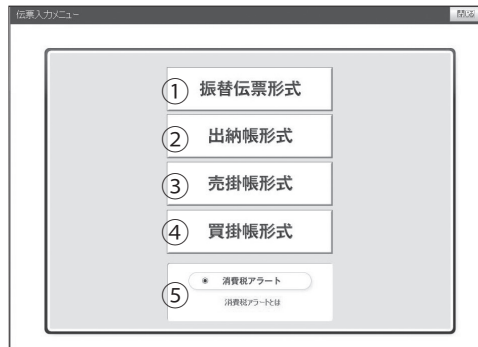 伝票入力メニュー
閉じる
① 振替伝票形式
② 出納帳形式
③ 売掛帳形式
④ 買掛帳形式
⑤
消費税アラート
消費税アラートとは